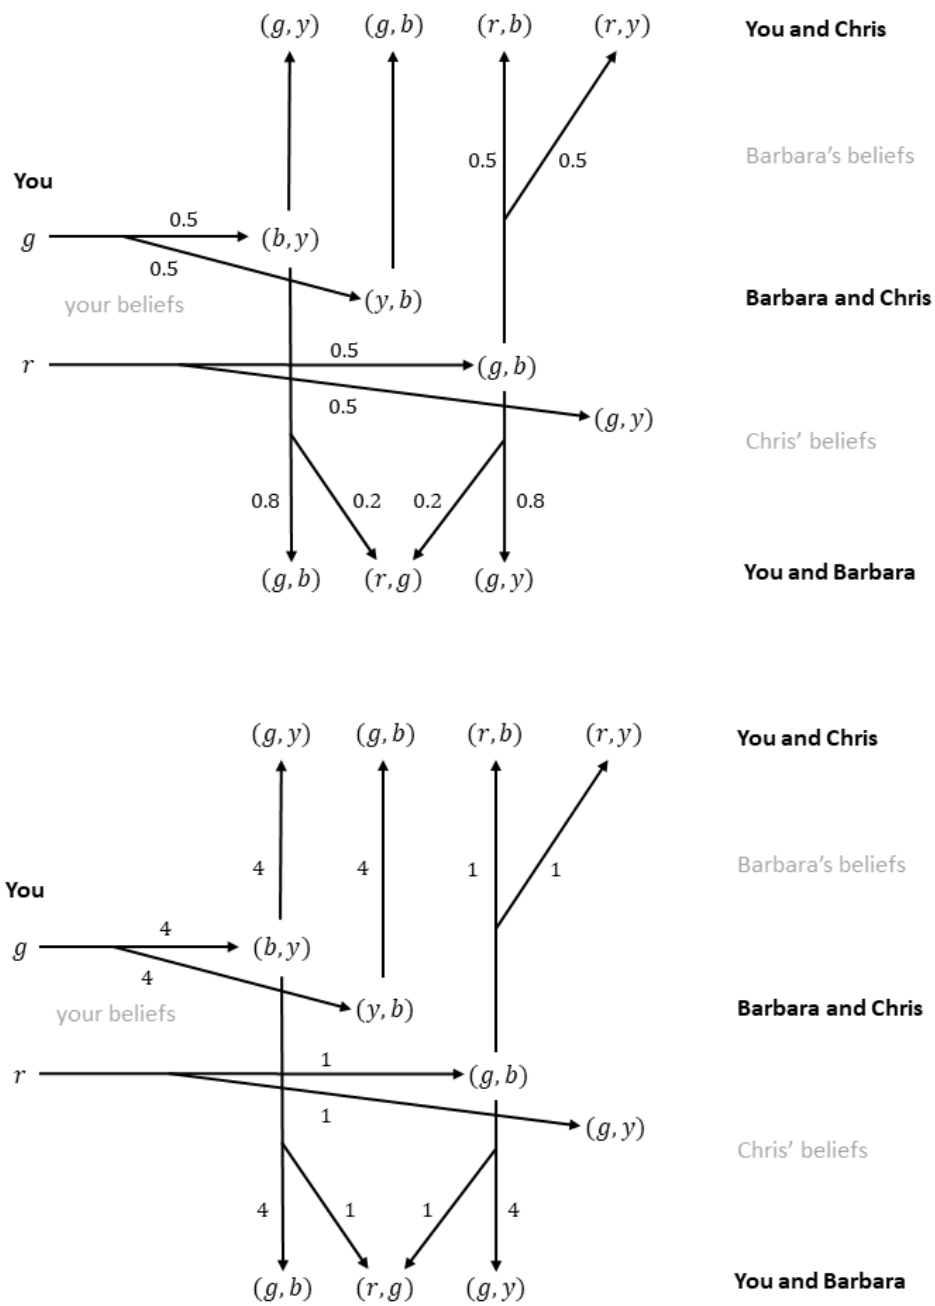 (g, y) (g, b) (r, b) (r, y) You and Chris
0.5 0.5 Barbara's beliefs
You
0.5
g (b, y)
0.5
your beliefs (y, b) Barbara and Chris
0.5
r (g, b)
0.5 (g, y)
Chris' beliefs
0.8 0.2 0.2 0.8
(g, b) (r, g) (g, y) You and Barbara
(g, y) (g, b) (r, b) (r, y) You and Chris
4 4 1 1 Barbara's beliefs
You
4
g (b, y)
4
your beliefs (y, b) Barbara and Chris
1
r (g, b)
1 (g, y)
Chris' beliefs
4 1 1 4
(g, b) (r, g) (g, y) You and Barbara